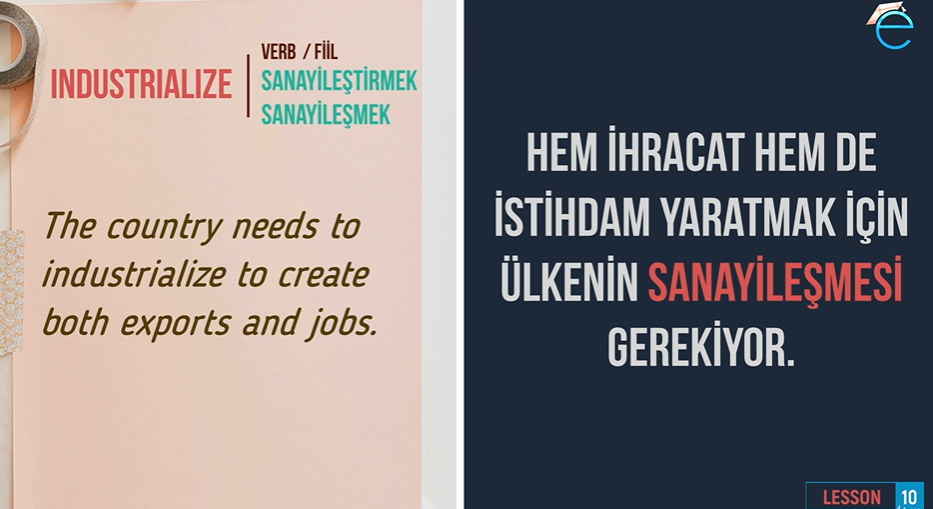 INDUSTRIALIZE
VERB / FİİL
SANAYİLEŞTİRMEK
SANAYİLEŞMEK
The country needs to
industrialize to create
both exports and jobs.
e
HEM İHRACAT HEM DE
İSTİHDAM YARATMAK İÇİN
ÜLKENİN SANAYİLEŞMESİ
GEREKİYOR.
LESSON 10